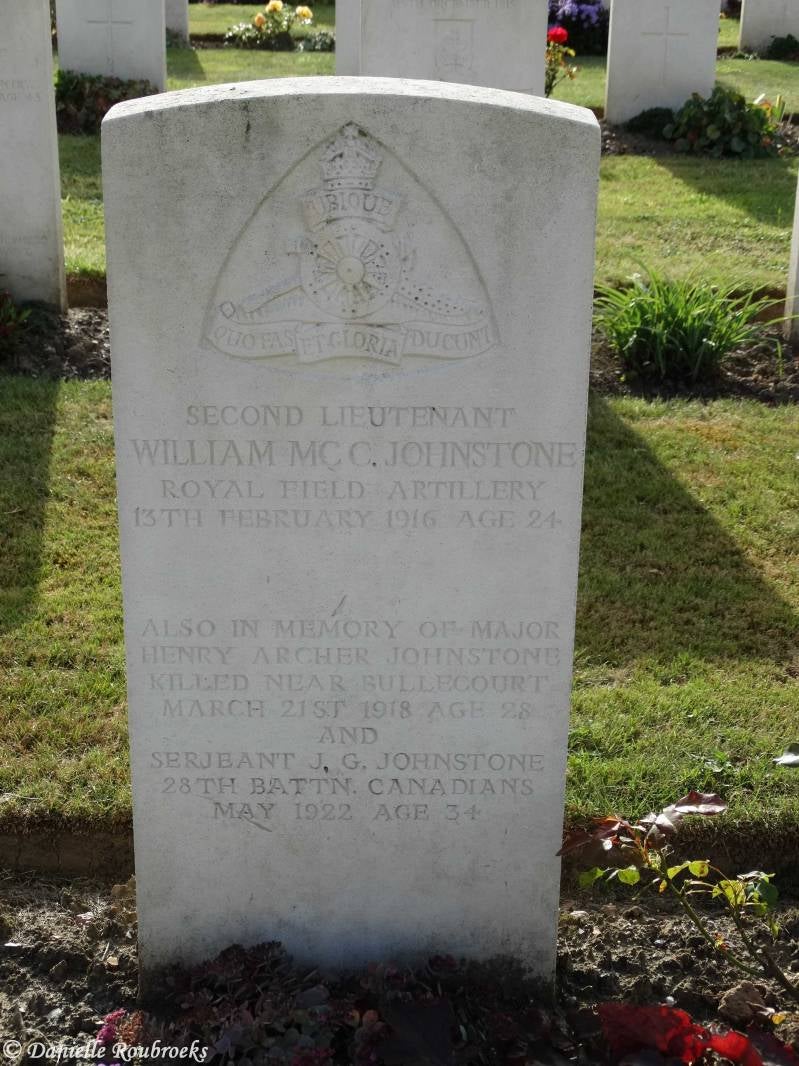 UBIQUE
QUO FAS ET GLORIA DUCUNT
SECOND LIEUTENANT
WILLIAM MC C. JOHNSTONE
ROYAL FIELD ARTILLERY
13TH FEBRUARY 1916 AGE 24
ALSO IN MEMORY OF MAJOR
HENRY ARCHER JOHNSTONE
KILLED NEAR BULLECOURT
MARCH 21ST 1918 AGE 28
AND
SERJEANT J. G. JOHNSTONE
28TH BATTN. CANADIANS
MAY 1922 AGE 34
© Danielle Roubroeks